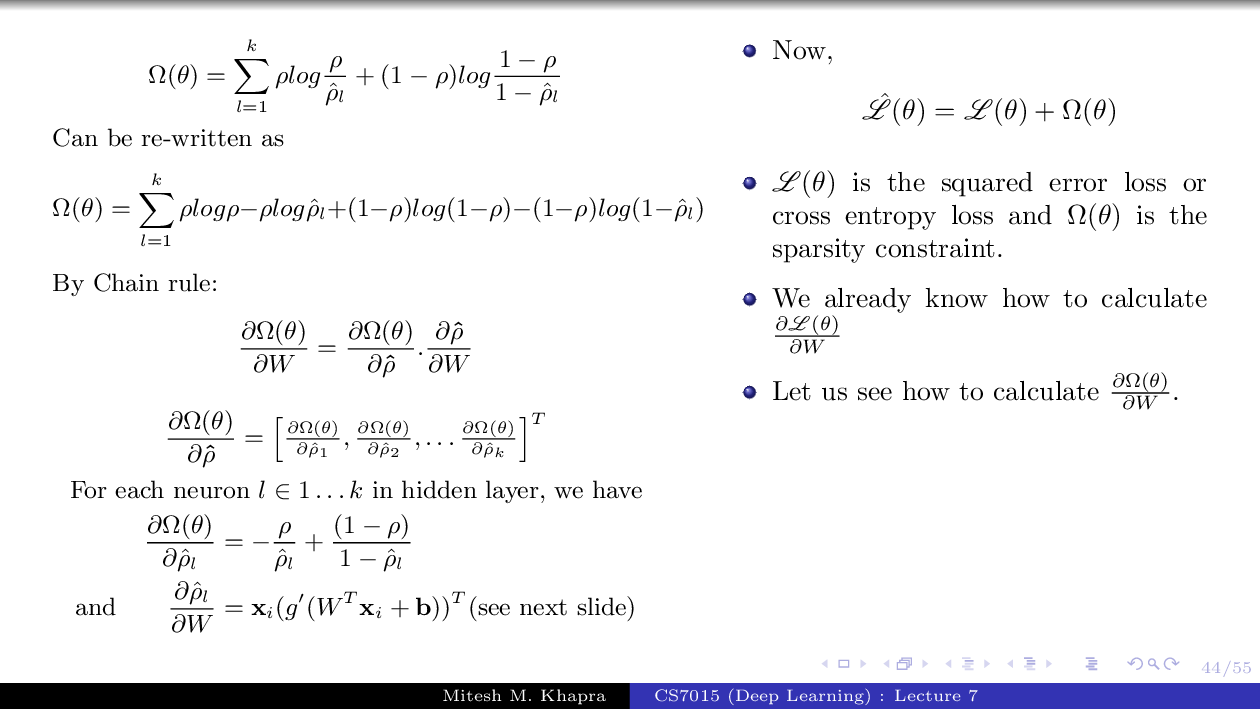 Ω(θ) = ∑_{l=1}^{k} ρlog ρ/ρ̂_l + (1 − ρ)log (1 − ρ)/(1 − ρ̂_l)
Can be re-written as
Ω(θ) = ∑_{l=1}^{k} ρlogρ−ρlogρ̂_l+(1−ρ)log(1−ρ)−(1−ρ)log(1−ρ̂_l)
By Chain rule:
∂Ω(θ)/∂W = ∂Ω(θ)/∂ρ̂ . ∂ρ̂/∂W
∂Ω(θ)/∂ρ̂ = [∂Ω(θ)/∂ρ̂_1, ∂Ω(θ)/∂ρ̂_2, … ∂Ω(θ)/∂ρ̂_k]^T
For each neuron l ∈ 1 … k in hidden layer, we have
∂Ω(θ)/∂ρ̂_l = − ρ/ρ̂_l + (1 − ρ)/(1 − ρ̂_l)
and ∂ρ̂_l/∂W = x_i(g′(W^T x_i + b))^T (see next slide)
Now,
ℒ̂(θ) = ℒ(θ) + Ω(θ)
ℒ(θ) is the squared error loss or
cross entropy loss and Ω(θ) is the
sparsity constraint.
We already know how to calculate
∂ℒ(θ)/∂W
Let us see how to calculate ∂Ω(θ)/∂W.
44/55
Mitesh M. Khapra
CS7015 (Deep Learning) : Lecture 7